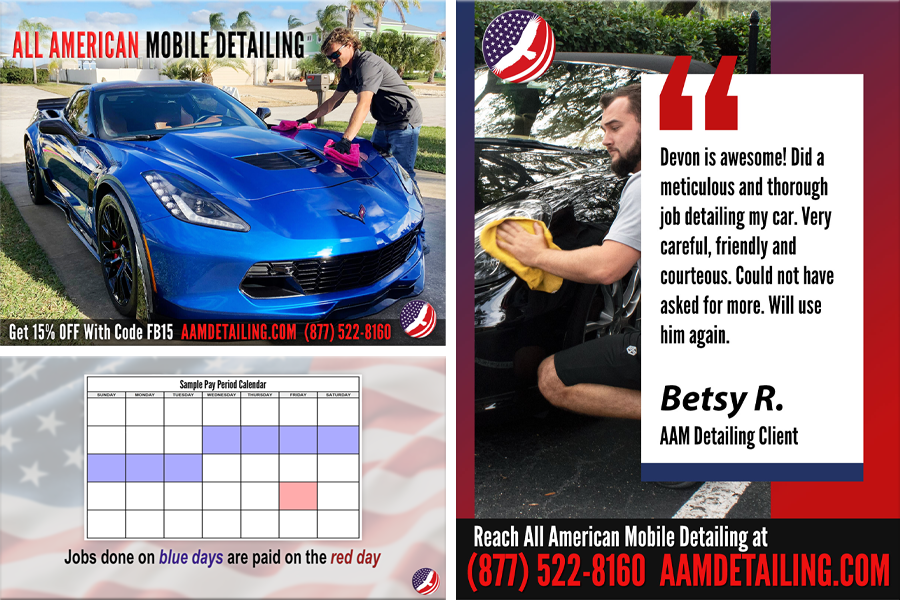 ALL AMERICAN MOBILE DETAILING
Get 15% OFF With Code FB15 AAMDETAILING.COM (877) 522-8160
Sample Pay Period Calendar
SUNDAY MONDAY TUESDAY WEDNESDAY THURSDAY FRIDAY SATURDAY
Jobs done on blue days are paid on the red day
Devon is awesome! Did a
meticulous and thorough
job detailing my car. Very
careful, friendly and
courteous. Could not have
asked for more. Will use
him again.
Betsy R.
AAM Detailing Client
Reach All American Mobile Detailing at
(877) 522-8160 AAMDETAILING.COM